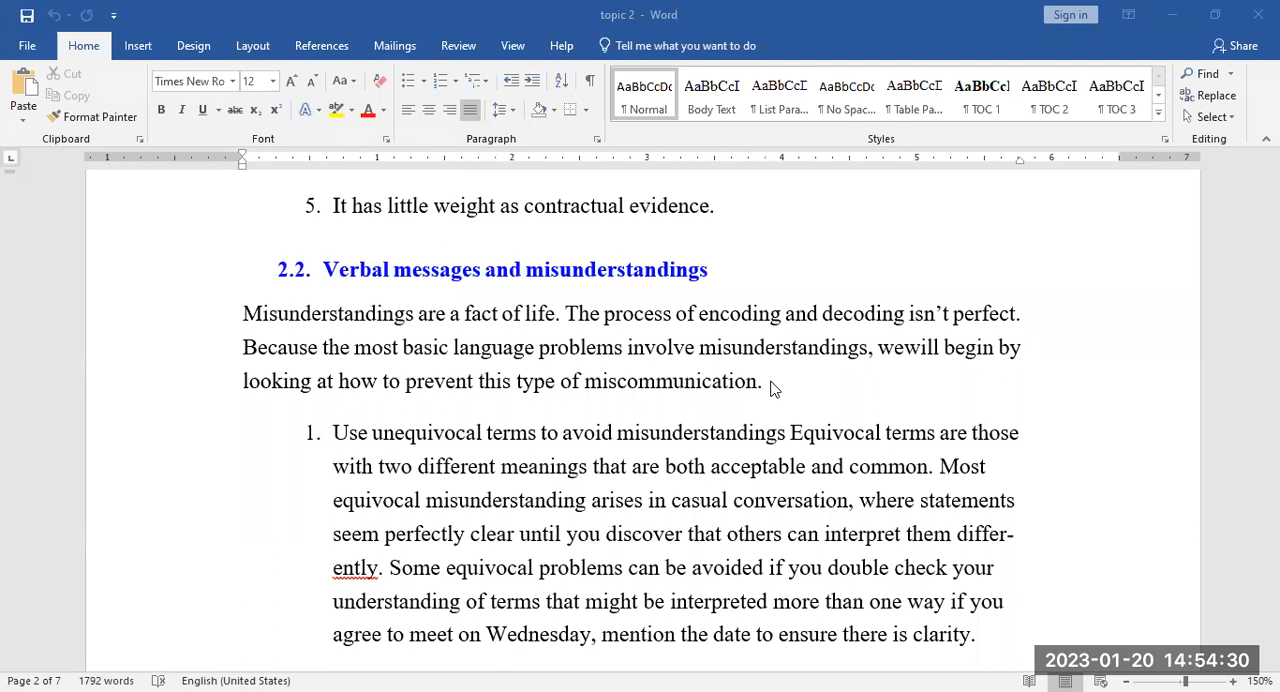 topic 2 - Word
Sign in
File Home Insert Design Layout References Mailings Review View Help Tell me what you want to do Share
Paste
Cut
Copy
Format Painter
Clipboard
Times New Ro 12
Font
Paragraph
AaBbCcDc AaBbCcI AaBbCcI AaBbCcDc AaBbCcI AaBbCcI AaBbCcI AaBbCcI
¶ Normal Body Text ¶ List Para... ¶ No Spac... ¶ Table Pa... ¶ TOC 1 ¶ TOC 2 ¶ TOC 3
Styles
Find
Replace
Select
Editing
1 1 2 3 4 5 6 7
5. It has little weight as contractual evidence.
2.2. Verbal messages and misunderstandings
Misunderstandings are a fact of life. The process of encoding and decoding isn’t perfect.
Because the most basic language problems involve misunderstandings, wewill begin by
looking at how to prevent this type of miscommunication.
1. Use unequivocal terms to avoid misunderstandings Equivocal terms are those
with two different meanings that are both acceptable and common. Most
equivocal misunderstanding arises in casual conversation, where statements
seem perfectly clear until you discover that others can interpret them differ-
ently. Some equivocal problems can be avoided if you double check your
understanding of terms that might be interpreted more than one way if you
agree to meet on Wednesday, mention the date to ensure there is clarity.
2023-01-20 14:54:30
Page 2 of 7 1792 words English (United States) 150%